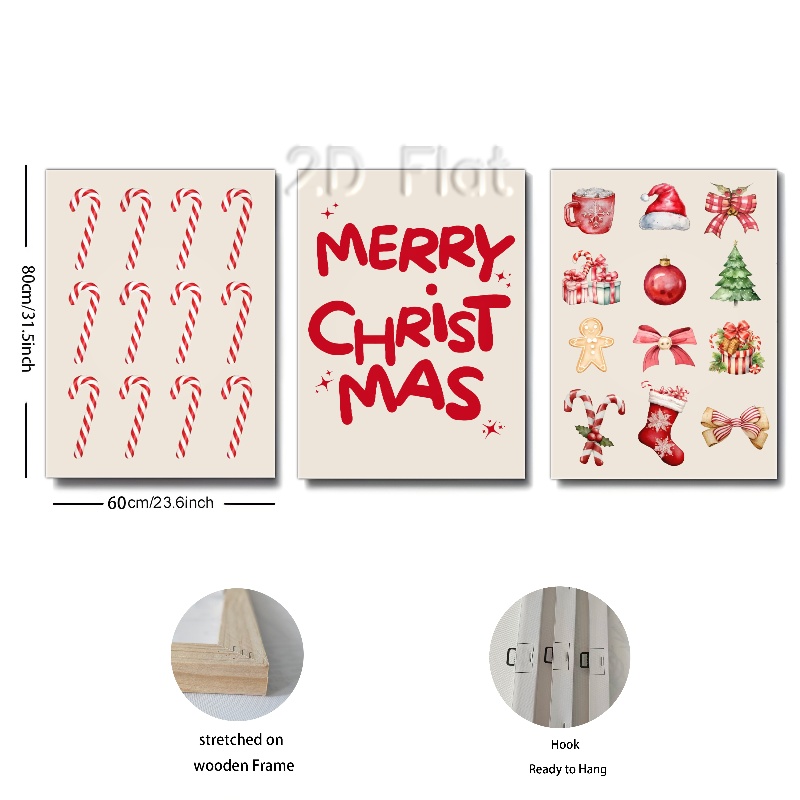 2D Flat
MERRY
CHRIST
MAS
80cm/31.5inch
60cm/23.6inch
stretched on
wooden Frame
Hook
Ready to Hang